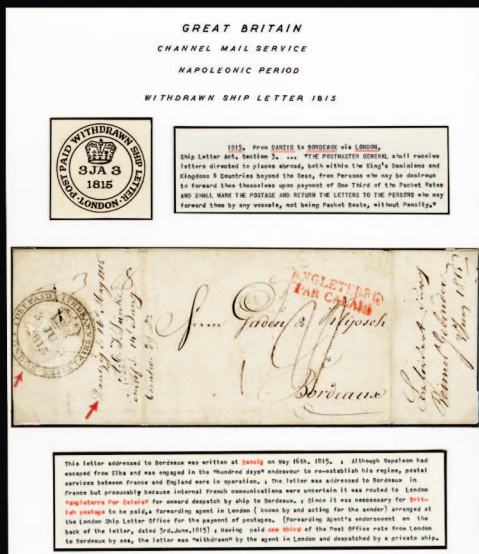 GREAT BRITAIN
CHANNEL MAIL SERVICE
NAPOLEONIC PERIOD
WITHDRAWN SHIP LETTER 1815
POST PAID WITHDRAWN SHIP LETTER LONDON
3 JA 3
1815
1815. From DANZIG to BORDEAUX via LONDON.
Ship Letter Act. Section 3. ... "THE POSTMASTER GENERAL shall receive
letters directed to places abroad, both within the King's Dominions and
Kingdoms & Countries beyond the Seas, from Persons who may be desirous
to forward them themselves upon payment of One Third of the Packet Rates
AND SHALL MARK THE POSTAGE AND RETURN THE LETTERS TO THE PERSONS who may
forward them by any vessels, not being Packet Boats, without Penalty."
ANGLETERRE
PAR CALAIS
Bordeaux
This letter addressed to Bordeaux was written at Danzig on May 16th. 1815. : Although Napoleon had
escaped from Elba and was engaged in the "hundred days" endeavour to re-establish his regime, postal
services between France and England were in operation. : the letter was addressed to Bordeaux in
France but presumably because internal French communications were uncertain it was routed to London
"Angleterre Par Calais" for onward despatch by ship to Bordeaux. : Since it was neccessary for Brit-
ish postage to be paid,a forwarding agent in London ( known by and acting for the sender) arranged at
the London Ship Letter Office for the payment of postages. (Forwarding Agents endorsement on the
back of the letter, dated 3rd.June.1815) : Having paid one third of the Post Office rate from London
to Bordeaux by sea, the letter was "withdrawn" by the agent in London and despatched by a private ship.